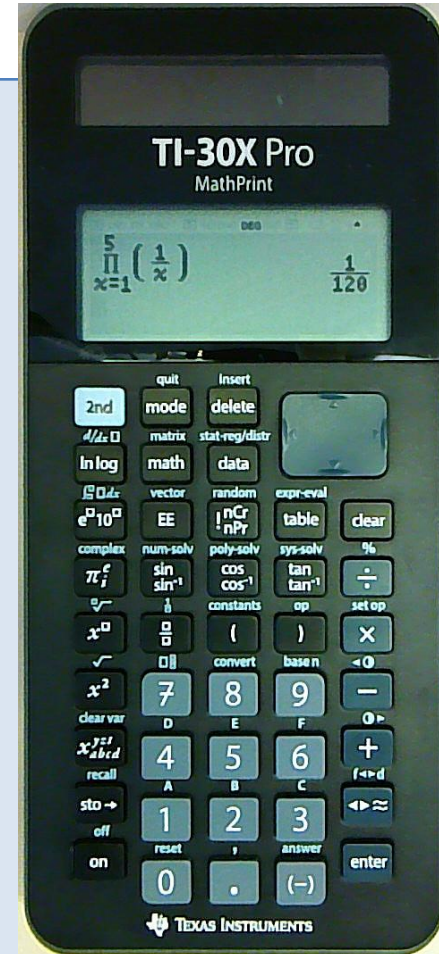 TI-30X Pro
MathPrint
DEG
5
∏ ( 1/x )
x=1
1/120
quit insert
2nd mode delete
d/dx □ matrix stat-reg/distr
ln log math data
∫□dx vector random expr-eval
e□ 10□ EE ! nCr nPr table clear
complex num-solv poly-solv sys-solv %
π e i sin sin⁻¹ cos cos⁻¹ tan tan⁻¹ ÷
□√ constants op set op
x□ □/□ ( ) ×
√ convert base n
x² 7 8 9 −
clear var D E F
x y z t a b c d 4 5 6 +
recall A B C f◄►d
sto→ 1 2 3 ◄►≈
off reset , answer
on 0 . (−) enter
TEXAS INSTRUMENTS